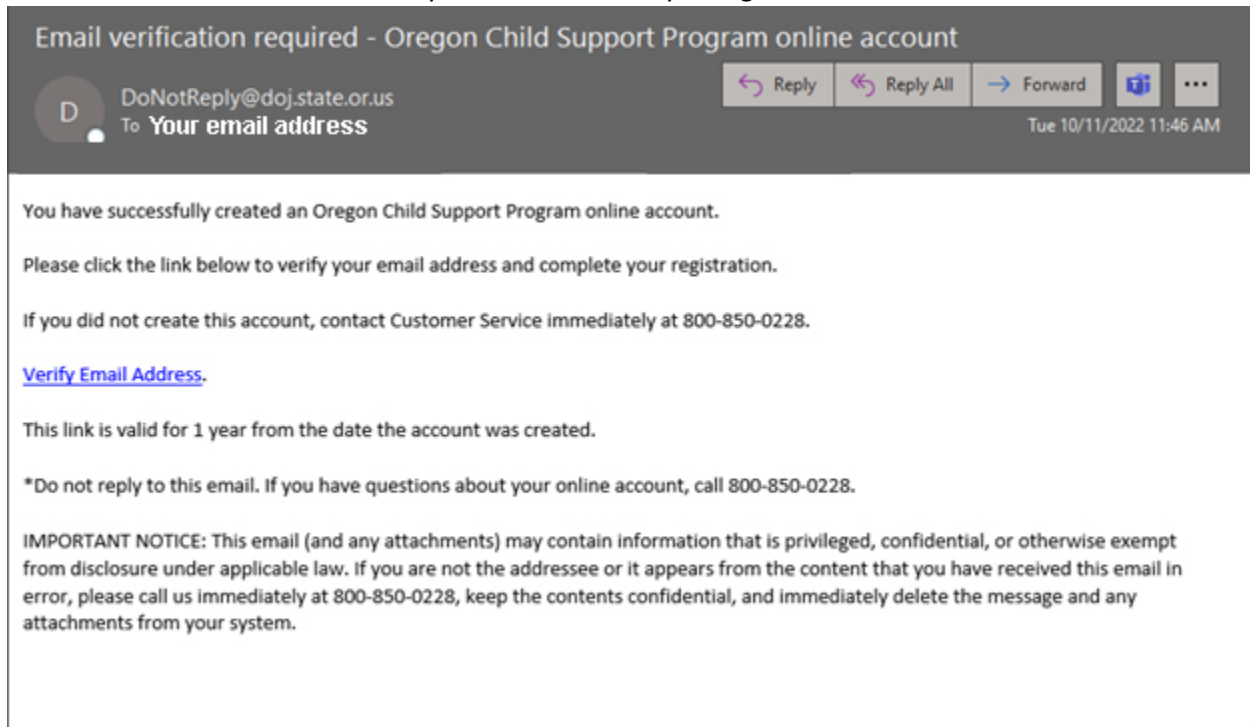 Email verification required - Oregon Child Support Program online account
D
DoNotReply@doj.state.or.us
To Your email address
Reply
Reply All
Forward
Tue 10/11/2022 11:46 AM
You have successfully created an Oregon Child Support Program online account.
Please click the link below to verify your email address and complete your registration.
If you did not create this account, contact Customer Service immediately at 800-850-0228.
Verify Email Address.
This link is valid for 1 year from the date the account was created.
*Do not reply to this email. If you have questions about your online account, call 800-850-0228.
IMPORTANT NOTICE: This email (and any attachments) may contain information that is privileged, confidential, or otherwise exempt
from disclosure under applicable law. If you are not the addressee or it appears from the content that you have received this email in
error, please call us immediately at 800-850-0228, keep the contents confidential, and immediately delete the message and any
attachments from your system.